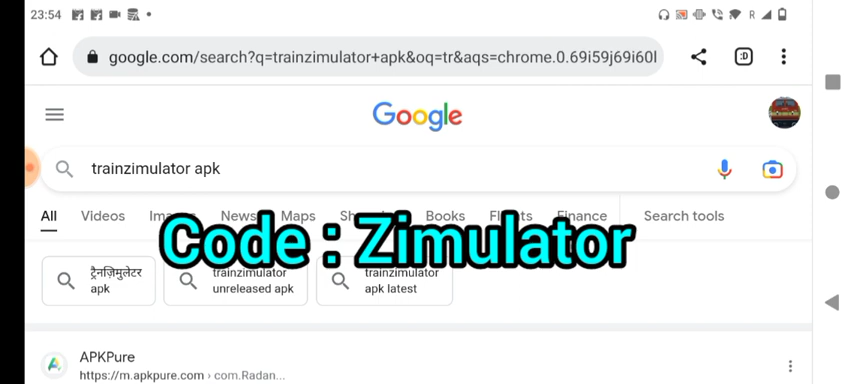 23:54 R
google.com/search?q=trainzimulator+apk&oq=tr&aqs=chrome.0.69i59j69i60l :D
Google
trainzimulator apk
All Videos News Maps Books Finance Search tools
Code : Zimulator
ट्रैनज़िमुलेटर apk
trainzimulator unreleased apk
trainzimulator apk latest
APKPure
https://m.apkpure.com › com.Radan...